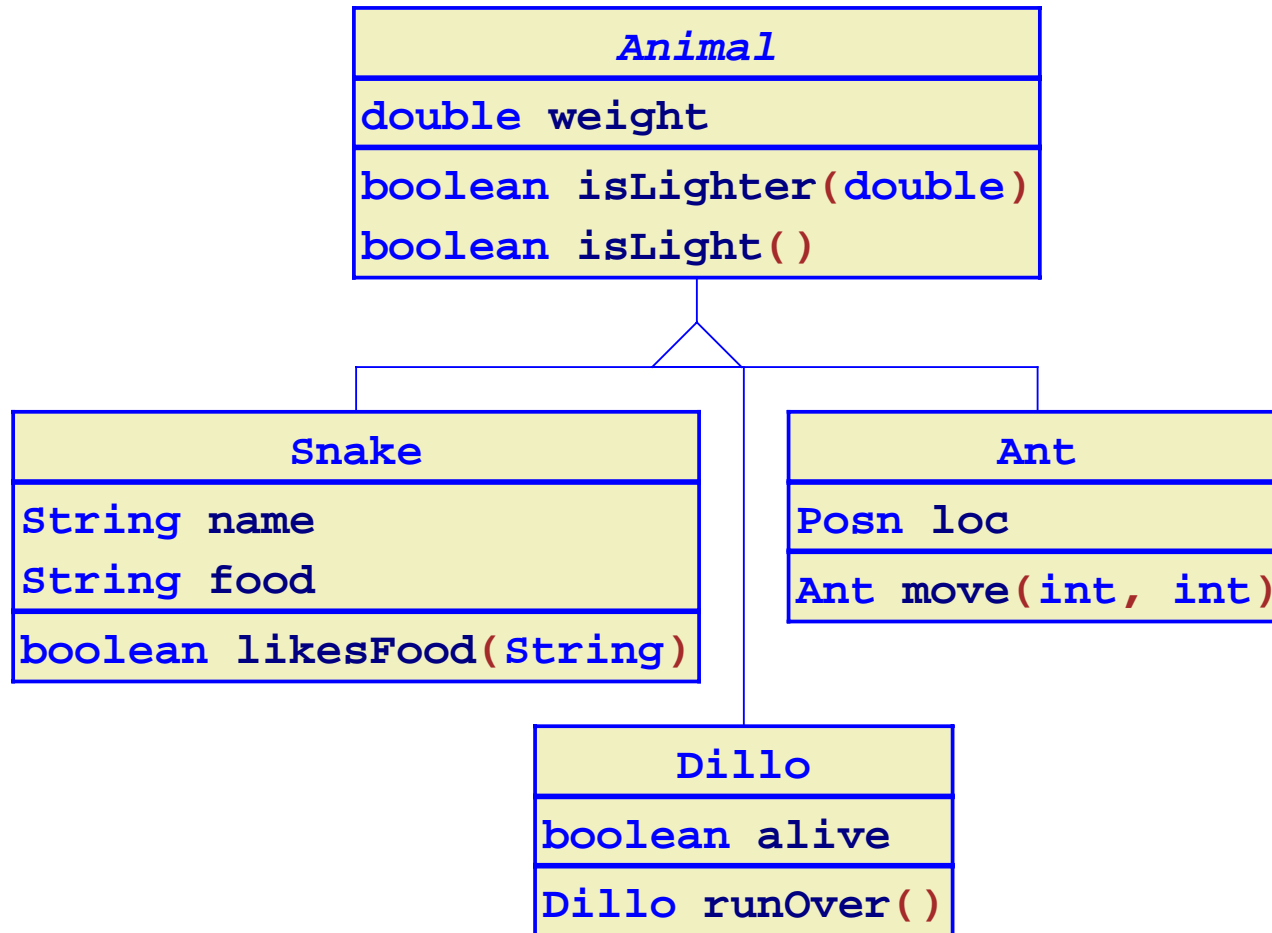 Animal
double weight
boolean isLighter(double)
boolean isLight()
Snake
String name
String food
boolean likesFood(String)
Ant
Posn loc
Ant move(int, int)
Dillo
boolean alive
Dillo runOver()